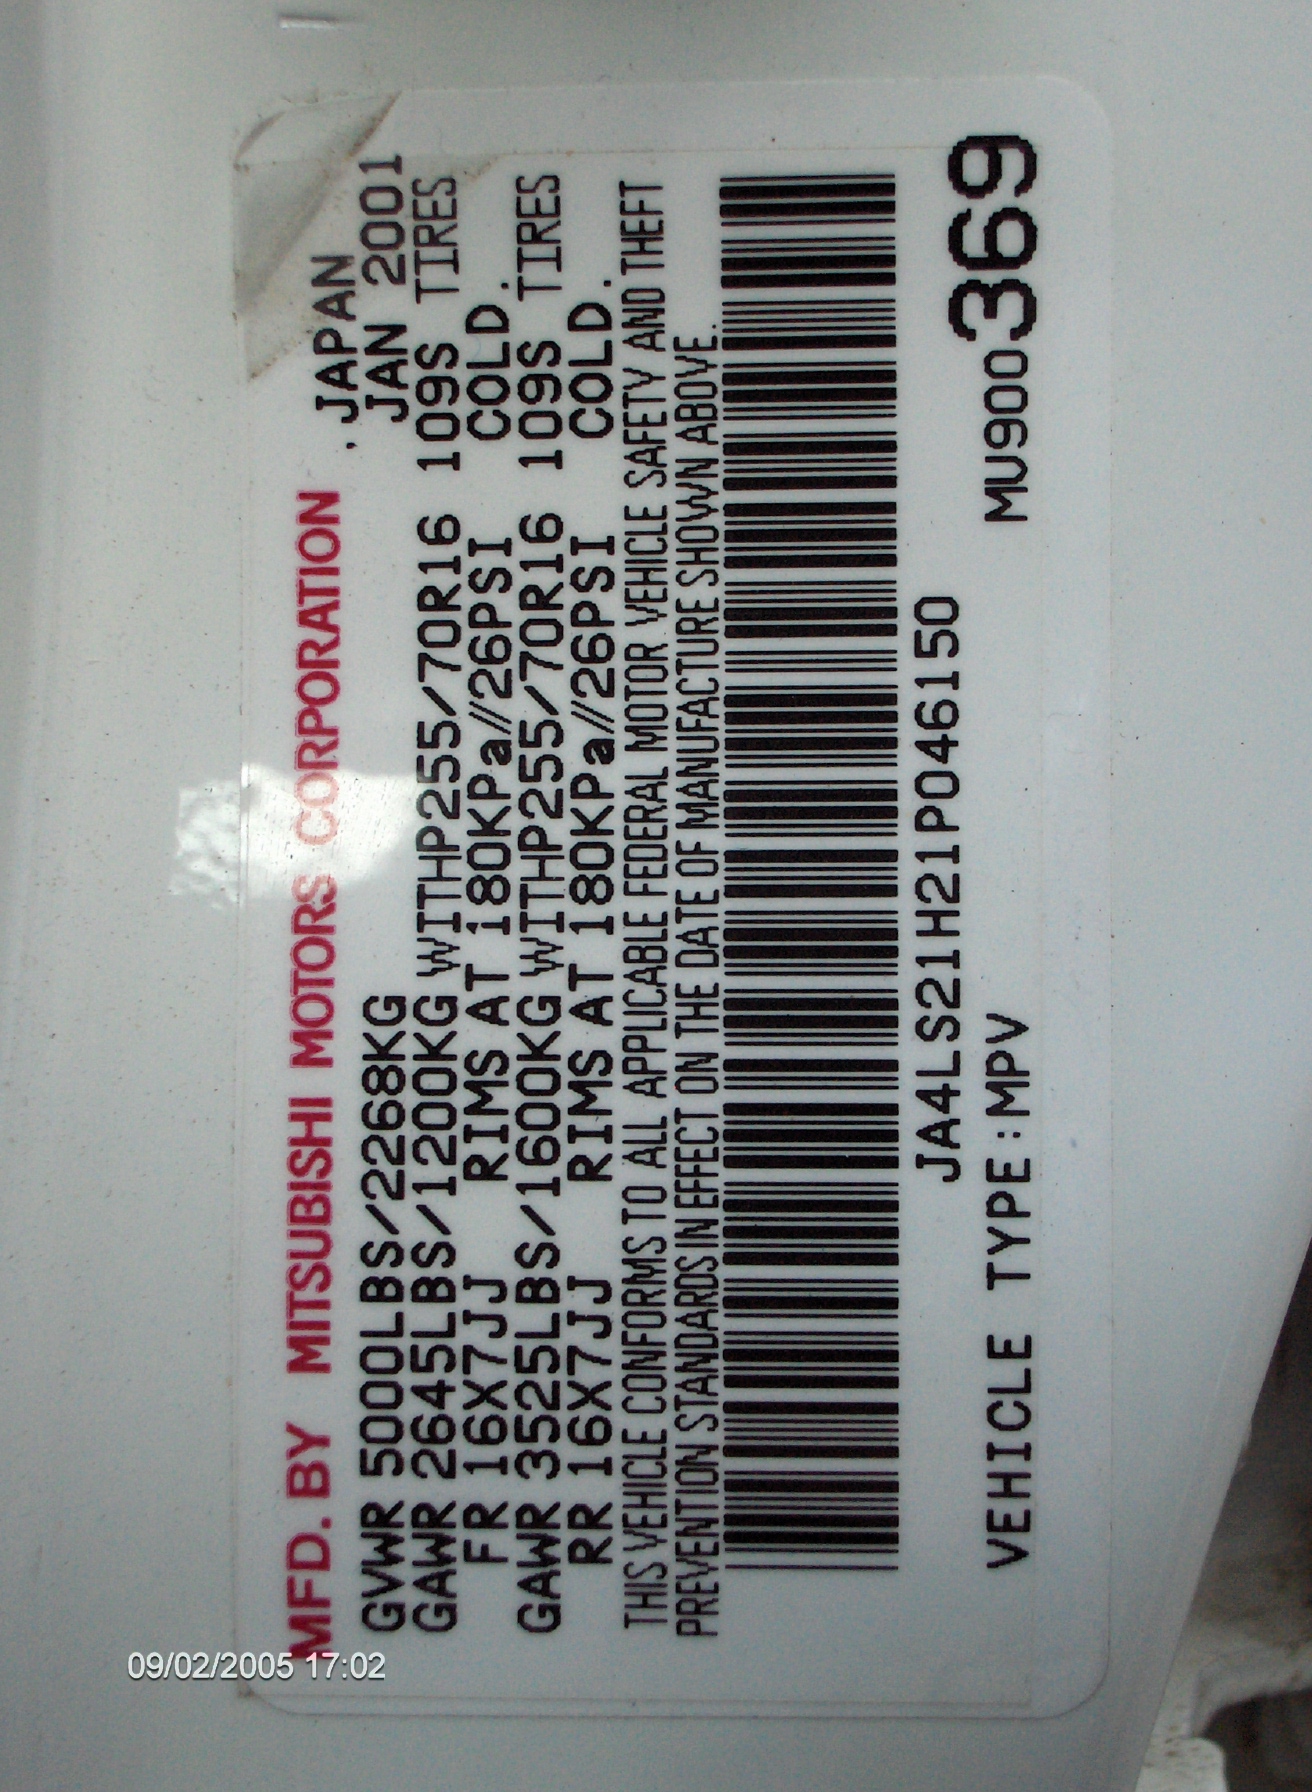 MFD. BY MITSUBISHI MOTORS CORPORATION , JAPAN
GVWR 5000LBS/2268KG JAN 2001
GAWR 2645LBS/1200KG WITHP255/70R16 109S TIRES
FR 16X7JJ RIMS AT 180KPa//26PSI COLD.
GAWR 3525LBS/1600KG WITHP255/70R16 109S TIRES
RR 16X7JJ RIMS AT 180KPa//26PSI COLD.
THIS VEHICLE CONFORMS TO ALL APPLICABLE FEDERAL MOTOR VEHICLE SAFETY AND THEFT
PREVENTION STANDARDS IN EFFECT ON THE DATE OF MANUFACTURE SHOWN ABOVE.
JA4LS21H21P046150
VEHICLE TYPE:MPV MV900369
09/02/2005 17:02